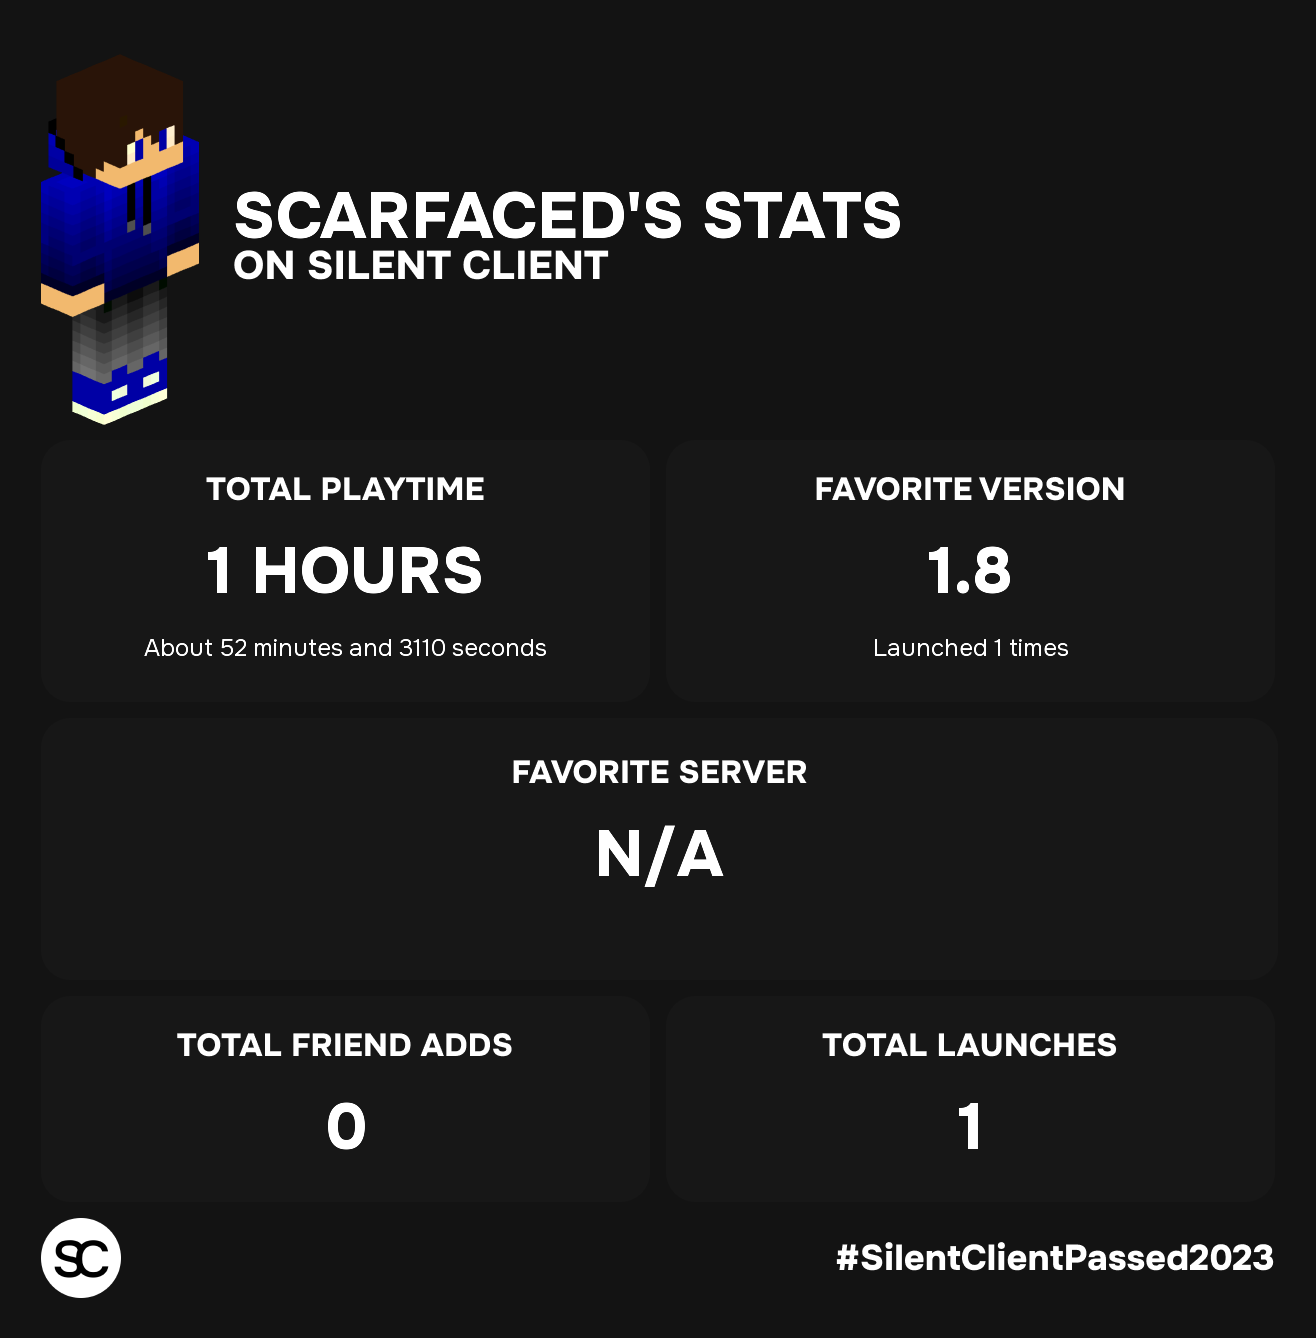 SCARFACED'S STATS
ON SILENT CLIENT
TOTAL PLAYTIME
1 HOURS
About 52 minutes and 3110 seconds
FAVORITE VERSION
1.8
Launched 1 times
FAVORITE SERVER
N/A
TOTAL FRIEND ADDS
0
TOTAL LAUNCHES
1
SC
#SilentClientPassed2023